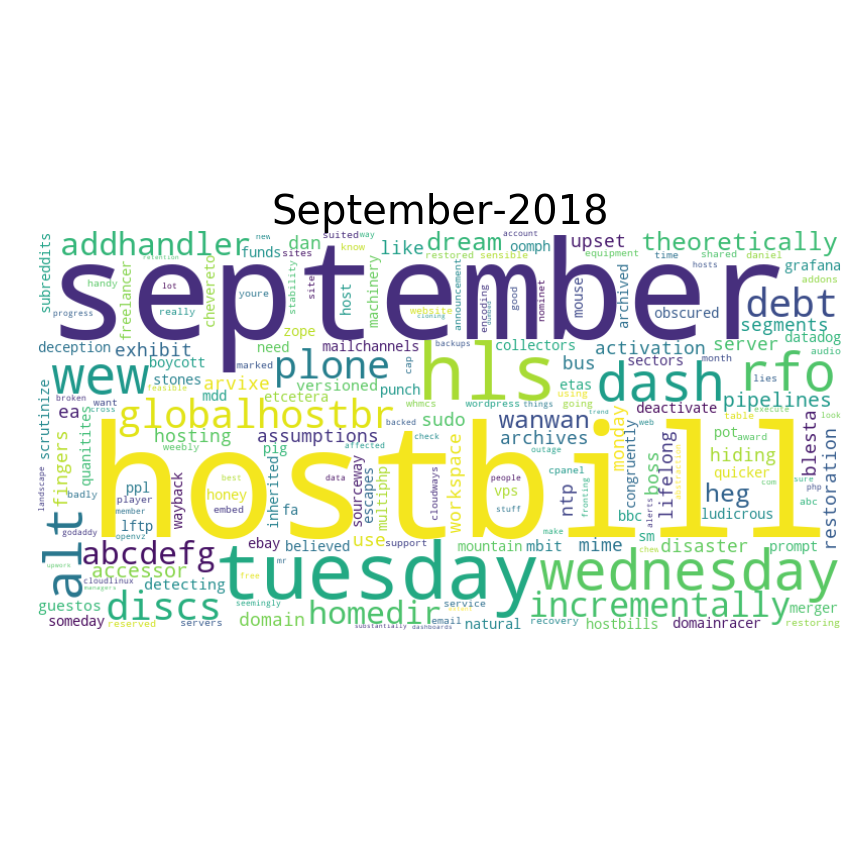 September-2018
september
hostbill
tuesday
wednesday
hls
dash
rfo
globalhostbr
wew
plone
debt
alt
abcdefg
discs
homedir
incrementally
addhandler
theoretically
dream
dan
like
oomph
upset
funds
sites
suited
way
know
new
restored
sensible
account
equipment
time
shared
daniel
hosts
grafana
addons
subreddits
handy
freelancer
retention
lot
chevereto
youre
stability
site
host
machinery
website
cloning
announcement
encoding
good
nominet
mouse
archived
obscured
segments
datadog
progress
really
zope
deception
exhibit
boycott
stones
need
mailchannels
marked
cap
backups
collectors
bus
activation
sectors
month
server
lies
audio
scrutinize
feasible
mdd
arvixe
versioned
etcetera
punch
etas
using
going
pipelines
broken
want
ea
cross
quanitites
whmcs
wordpress
things
trend
deactivate
table
execute
look
fingers
hosting
weebly
assumptions
backed
sudo
check
wanwan
archives
web
monday
pot
award
hiding
quicker
blesta
restoration
landscape
badly
ppl
player
member
lftp
openvz
godaddy
wayback
best
honey
embed
pig
inherited
fa
affected
data
sourceway
escapes
multiphp
cloudways
workspace
people
vps
stuff
outage
cpanel
ntp
fronting
bbc
congruently
boss
lifelong
alerts
abstraction
heg
ludicrous
com
sure
php
abc
accessor
cloudlinux
managers
detecting
ebay
mr
free
believed
use
support
mountain
mbit
make
mime
sm
chew
disaster
prompt
guestos
someday
reserved
servers
seemingly
domain
substantially
dashboards
email
service
natural
recovery
hostbills
domainracer
merger
restoring